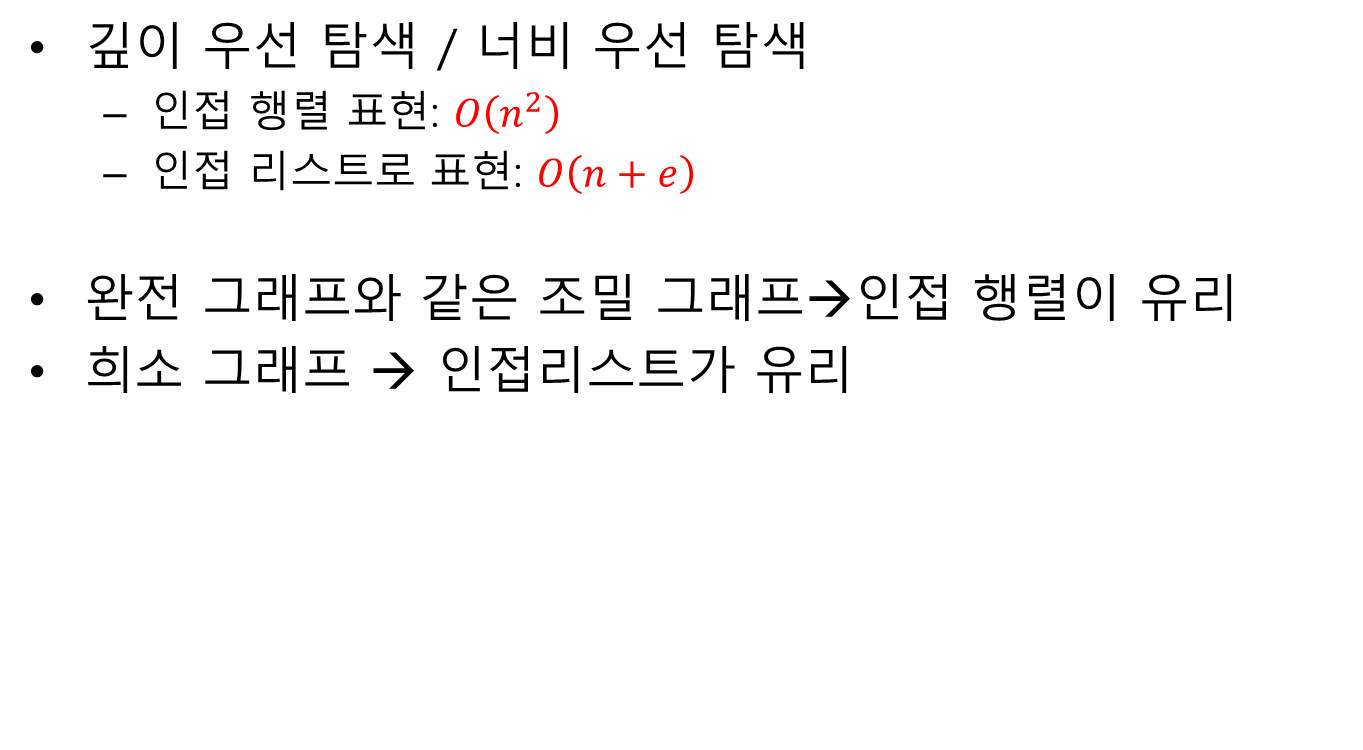 • 깊이 우선 탐색 / 너비 우선 탐색
– 인접 행렬 표현: O(n²)
– 인접 리스트로 표현: O(n + e)
• 완전 그래프와 같은 조밀 그래프→인접 행렬이 유리
• 희소 그래프 → 인접리스트가 유리